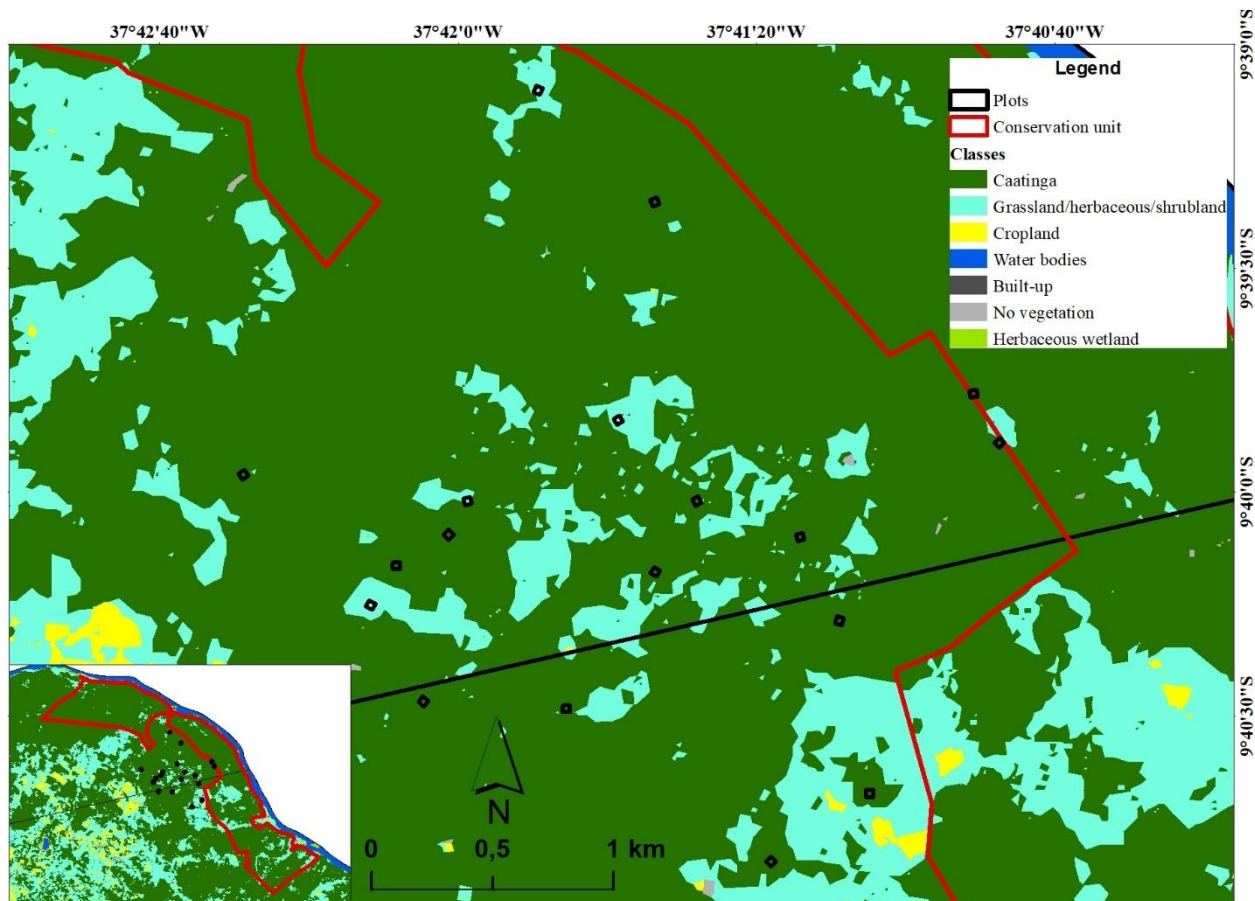 37°42'40"W 37°42'0"W 37°41'20"W 37°40'40"W
9°39'0"S
Legend
Plots
Conservation unit
Classes
Caatinga
Grassland/herbaceous/shrubland
Cropland
Water bodies
Built-up
No vegetation
Herbaceous wetland
9°39'30"S
9°40'0"S
9°40'30"S
N
0 0,5 1 km